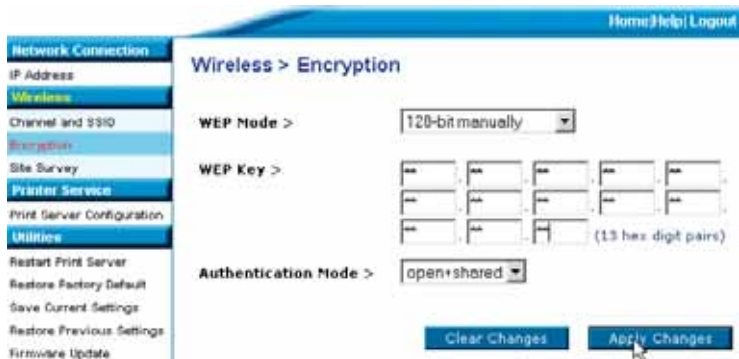 Home|Help|Logout
Network Connection
IP Address
Wireless
Channel and SSID
Encryption
Site Survey
Printer Service
Print Server Configuration
Utilities
Restart Print Server
Restore Factory Default
Save Current Settings
Restore Previous Settings
Firmware Update
Wireless > Encryption
WEP Mode >
128-bit manually
WEP Key >
** . ** . ** . ** . ** .
** . ** . ** . ** . ** .
** . ** . ** (13 hex digit pairs)
Authentication Mode >
open+shared
Clear Changes
Apply Changes